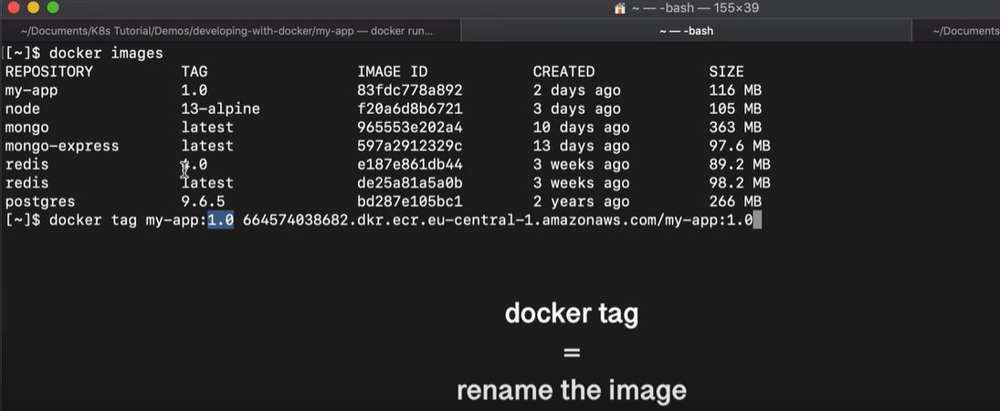 ~ — -bash — 155×39
~/Documents/K8s Tutorial/Demos/developing-with-docker/my-app — docker run...
~ — -bash
~/Documents
[~]$ docker images
REPOSITORY TAG IMAGE ID CREATED SIZE
my-app 1.0 83fdc778a892 2 days ago 116 MB
node 13-alpine f20a6d8b6721 3 days ago 105 MB
mongo latest 965553e202a4 10 days ago 363 MB
mongo-express latest 597a2912329c 13 days ago 97.6 MB
redis .0 e187e861db44 3 weeks ago 89.2 MB
redis latest de25a81a5a0b 3 weeks ago 98.2 MB
postgres 9.6.5 bd287e105bc1 2 years ago 266 MB
[~]$ docker tag my-app:1.0 664574038682.dkr.ecr.eu-central-1.amazonaws.com/my-app:1.0
docker tag
=
rename the image